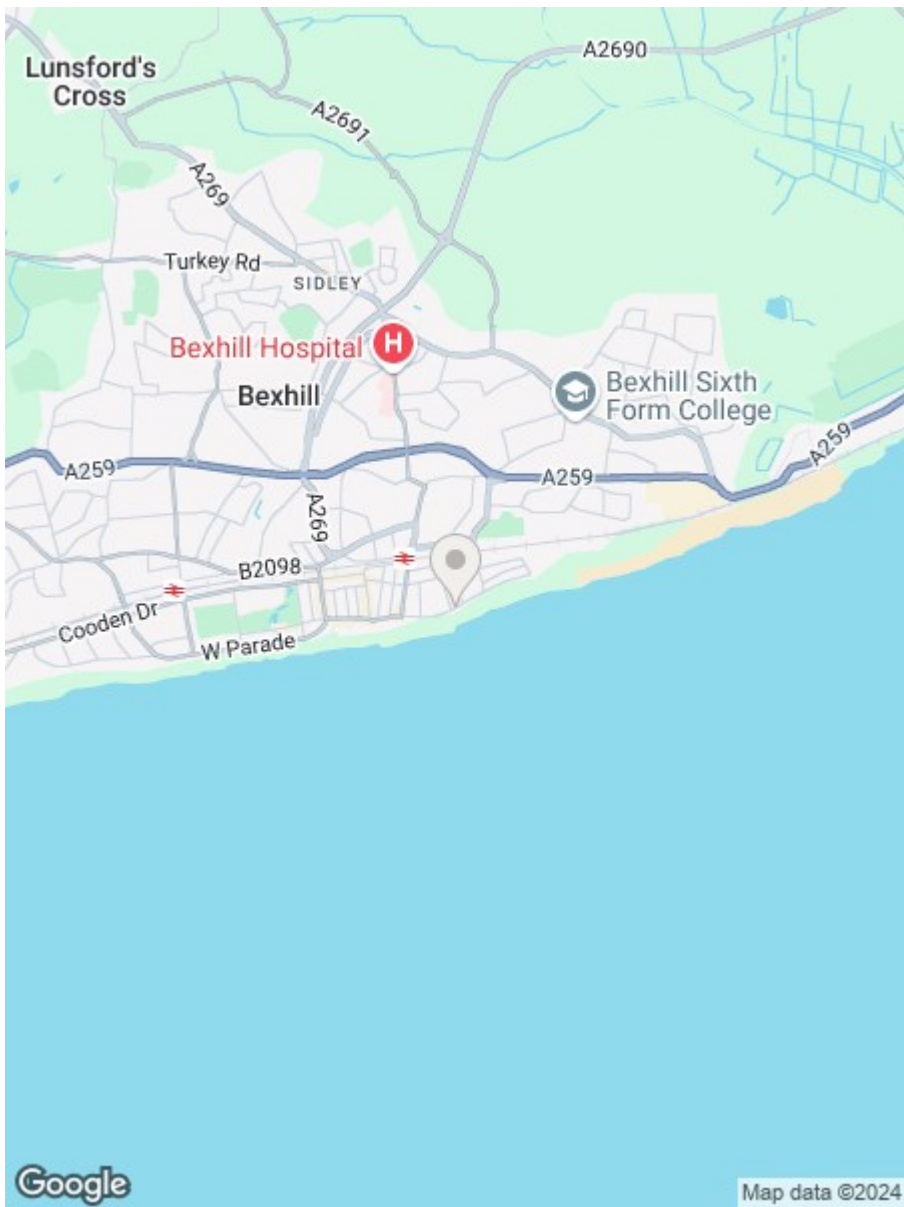 A2690
Lunsford's
Cross
A2691
A269
Turkey Rd
SIDLEY
H
Bexhill Hospital
Bexhill
Bexhill Sixth
Form College
A259
A259
A259
A269
B2098
Cooden Dr
W Parade
Google
Map data ©2024